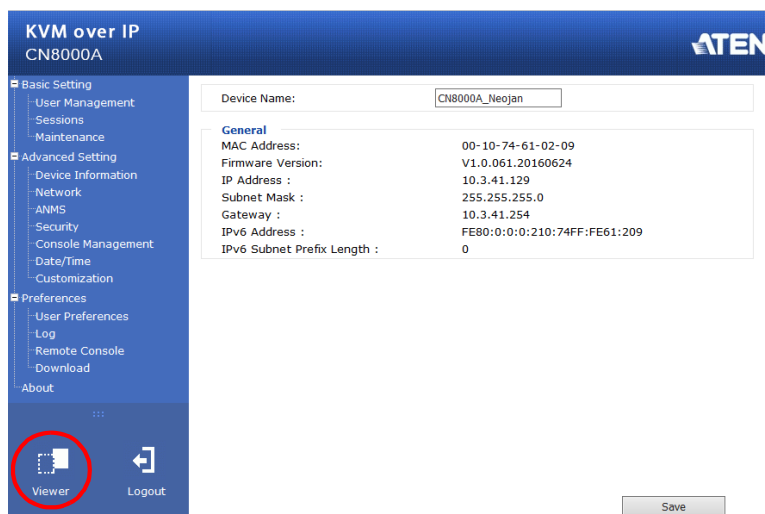 KVM over IP
CN8000A
ATEN
Basic Setting
User Management
Sessions
Maintenance
Advanced Setting
Device Information
Network
ANMS
Security
Console Management
Date/Time
Customization
Preferences
User Preferences
Log
Remote Console
Download
About
Viewer
Logout
Device Name: CN8000A_Neojan
General
MAC Address: 00-10-74-61-02-09
Firmware Version: V1.0.061.20160624
IP Address : 10.3.41.129
Subnet Mask : 255.255.255.0
Gateway : 10.3.41.254
IPv6 Address : FE80:0:0:0:210:74FF:FE61:209
IPv6 Subnet Prefix Length : 0
Save